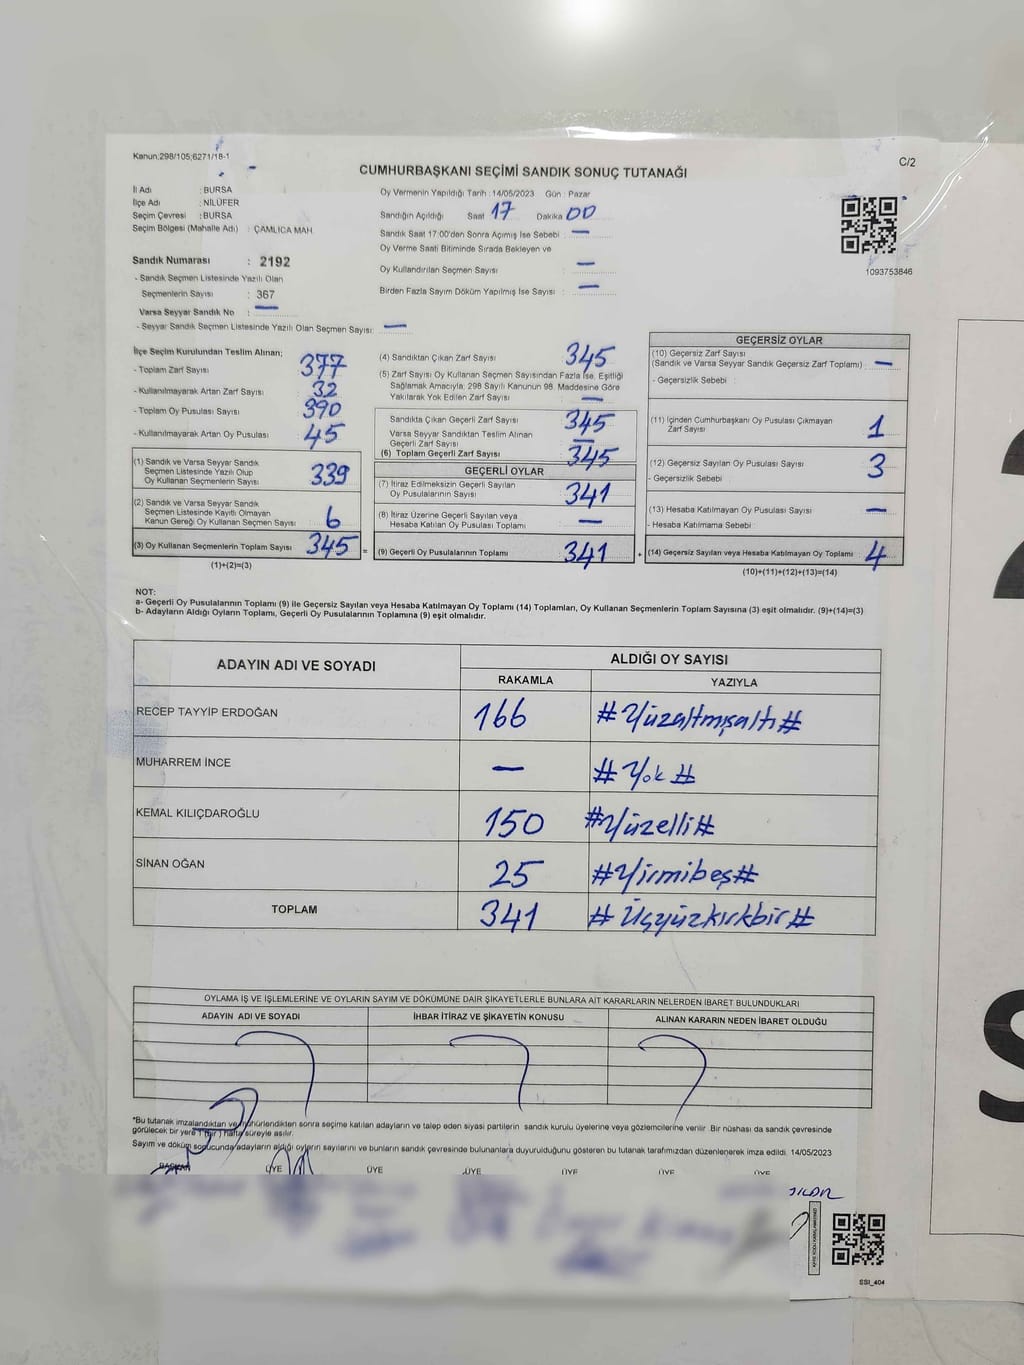 Kanun;298/105;6271/18-1
C/2
CUMHURBAŞKANI SEÇİMİ SANDIK SONUÇ TUTANAĞI
İl Adı : BURSA
İlçe Adı : NİLÜFER
Seçim Çevresi : BURSA
Seçim Bölgesi (Mahalle Adı) : ÇAMLICA MAH.
Oy Vermenin Yapıldığı Tarih : 14/05/2023 Gün : Pazar
Sandığın Açıldığı Saat 17 Dakika 00
Sandık Saat 17:00'den Sonra Açımış İse Sebebi : —
Oy Verme Saati Bitiminde Sırada Bekleyen ve
Oy Kullandırılan Seçmen Sayısı : —
Birden Fazla Sayım Döküm Yapılmış İse Sayısı : —
1093753846
Sandık Numarası : 2192
- Sandık Seçmen Listesinde Yazılı Olan
Seçmenlerin Sayısı : 367
Varsa Seyyar Sandık No : —
- Seyyar Sandık Seçmen Listesinde Yazılı Olan Seçmen Sayısı: —
İlçe Seçim Kurulundan Teslim Alınan;
- Toplam Zarf Sayısı : 377
- Kullanılmayarak Artan Zarf Sayısı : 32
- Toplam Oy Pusulası Sayısı : 390
- Kullanılmayarak Artan Oy Pusulası : 45
(1) Sandık ve Varsa Seyyar Sandık
Seçmen Listesinde Yazılı Olup
Oy Kullanan Seçmenlerin Sayısı : 339
(2) Sandık ve Varsa Seyyar Sandık
Seçmen Listesinde Kayıtlı Olmayan
Kanun Gereği Oy Kullanan Seçmen Sayısı : 6
(3) Oy Kullanan Seçmenlerin Toplam Sayısı : 345 =
(1)+(2)=(3)
(4) Sandıktan Çıkan Zarf Sayısı : 345
(5) Zarf Sayısı Oy Kullanan Seçmen Sayısından Fazla İse, Eşitliği
Sağlamak Amacıyla, 298 Sayılı Kanunun 98. Maddesine Göre
Yakılarak Yok Edilen Zarf Sayısı : —
Sandıkta Çıkan Geçerli Zarf Sayısı : 345
Varsa Seyyar Sandıktan Teslim Alınan
Geçerli Zarf Sayısı : —
(6) Toplam Geçerli Zarf Sayısı : 345
GEÇERLİ OYLAR
(7) İtiraz Edilmeksizin Geçerli Sayılan
Oy Pusulalarının Sayısı : 341
(8) İtiraz Üzerine Geçerli Sayılan veya
Hesaba Katılan Oy Pusulası Toplamı : —
(9) Geçerli Oy Pusulalarının Toplamı : 341 +
GEÇERSİZ OYLAR
(10) Geçersiz Zarf Sayısı
(Sandık ve Varsa Seyyar Sandık Geçersiz Zarf Toplamı) : —
- Geçersizlik Sebebi :
(11) İçinden Cumhurbaşkanı Oy Pusulası Çıkmayan
Zarf Sayısı : 1
(12) Geçersiz Sayılan Oy Pusulası Sayısı : 3
- Geçersizlik Sebebi :
(13) Hesaba Katılmayan Oy Pusulası Sayısı : —
- Hesaba Katılmama Sebebi :
(14) Geçersiz Sayılan veya Hesaba Katılmayan Oy Toplamı : 4
(10)+(11)+(12)+(13)=(14)
NOT:
a- Geçerli Oy Pusulalarının Toplamı (9) ile Geçersiz Sayılan veya Hesaba Katılmayan Oy Toplamı (14) Toplamları, Oy Kullanan Seçmenlerin Toplam Sayısına (3) eşit olmalıdır. (9)+(14)=(3)
b- Adayların Aldığı Oyların Toplamı, Geçerli Oy Pusulalarının Toplamına (9) eşit olmalıdır.
ADAYIN ADI VE SOYADI ALDIĞI OY SAYISI
RAKAMLA YAZIYLA
RECEP TAYYİP ERDOĞAN 166 #Yüzaltmışaltı#
MUHARREM İNCE — #Yok#
KEMAL KILIÇDAROĞLU 150 #Yüzelli#
SİNAN OĞAN 25 #Yirmibeş#
TOPLAM 341 #Üçyüzkırkbir#
OYLAMA İŞ VE İŞLEMLERİNE VE OYLARIN SAYIM VE DÖKÜMÜNE DAİR ŞİKAYETLERLE BUNLARA AİT KARARLARIN NELERDEN İBARET BULUNDUKLARI
ADAYIN ADI VE SOYADI İHBAR İTİRAZ VE ŞİKAYETİN KONUSU ALINAN KARARIN NEDEN İBARET OLDUĞU
*Bu tutanak imzalandıktan ve mühürlendikten sonra seçime katılan adayların ve talep eden siyasi partilerin sandık kurulu üyelerine veya gözlemcilerine verilir. Bir nüshası da sandık çevresinde
görülecek bir yere 1 (bir) hafta süreyle asılır.
Sayım ve döküm sonucunda adayların aldığı oyların sayılarını ve bunların sandık çevresinde bulunanlara duyurulduğunu gösteren bu tutanak tarafımızdan düzenlenerek imza edildi. 14/05/2023
BAŞKAN ÜYE ÜYE ÜYE ÜYE ÜYE ÜYE
SSI_404